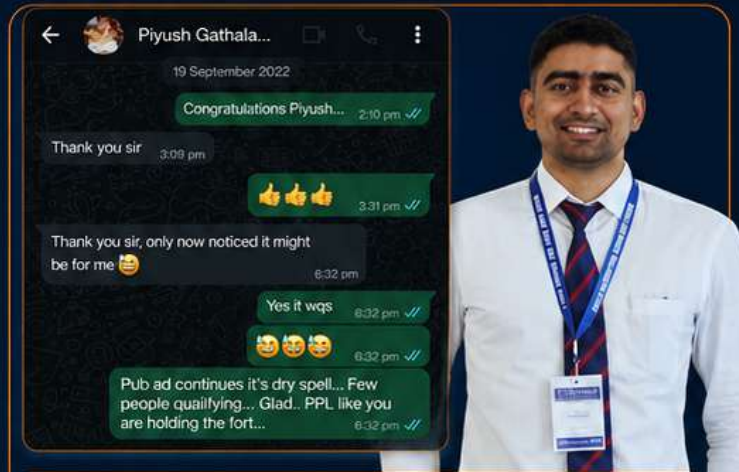 Piyush Gathala...
19 September 2022
Congratulations Piyush...
2:10 pm
Thank you sir
3:09 pm
👍👍👍
3:31 pm
Thank you sir, only now noticed it might
be for me 😅
6:32 pm
Yes it wqs
6:32 pm
😅😅😅
6:32 pm
Pub ad continues it's dry spell... Few
people quailfying... Glad.. PPL like you
are holding the fort...
6:32 pm